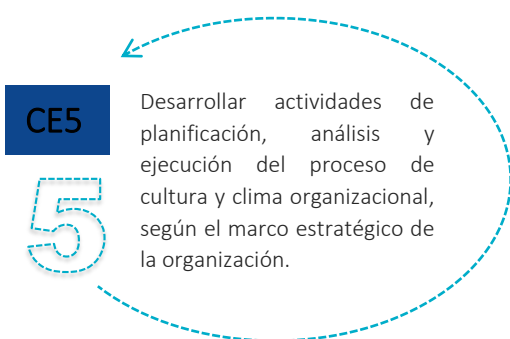 CE5
5
Desarrollar actividades de
planificación, análisis y
ejecución del proceso de
cultura y clima organizacional,
según el marco estratégico de
la organización.